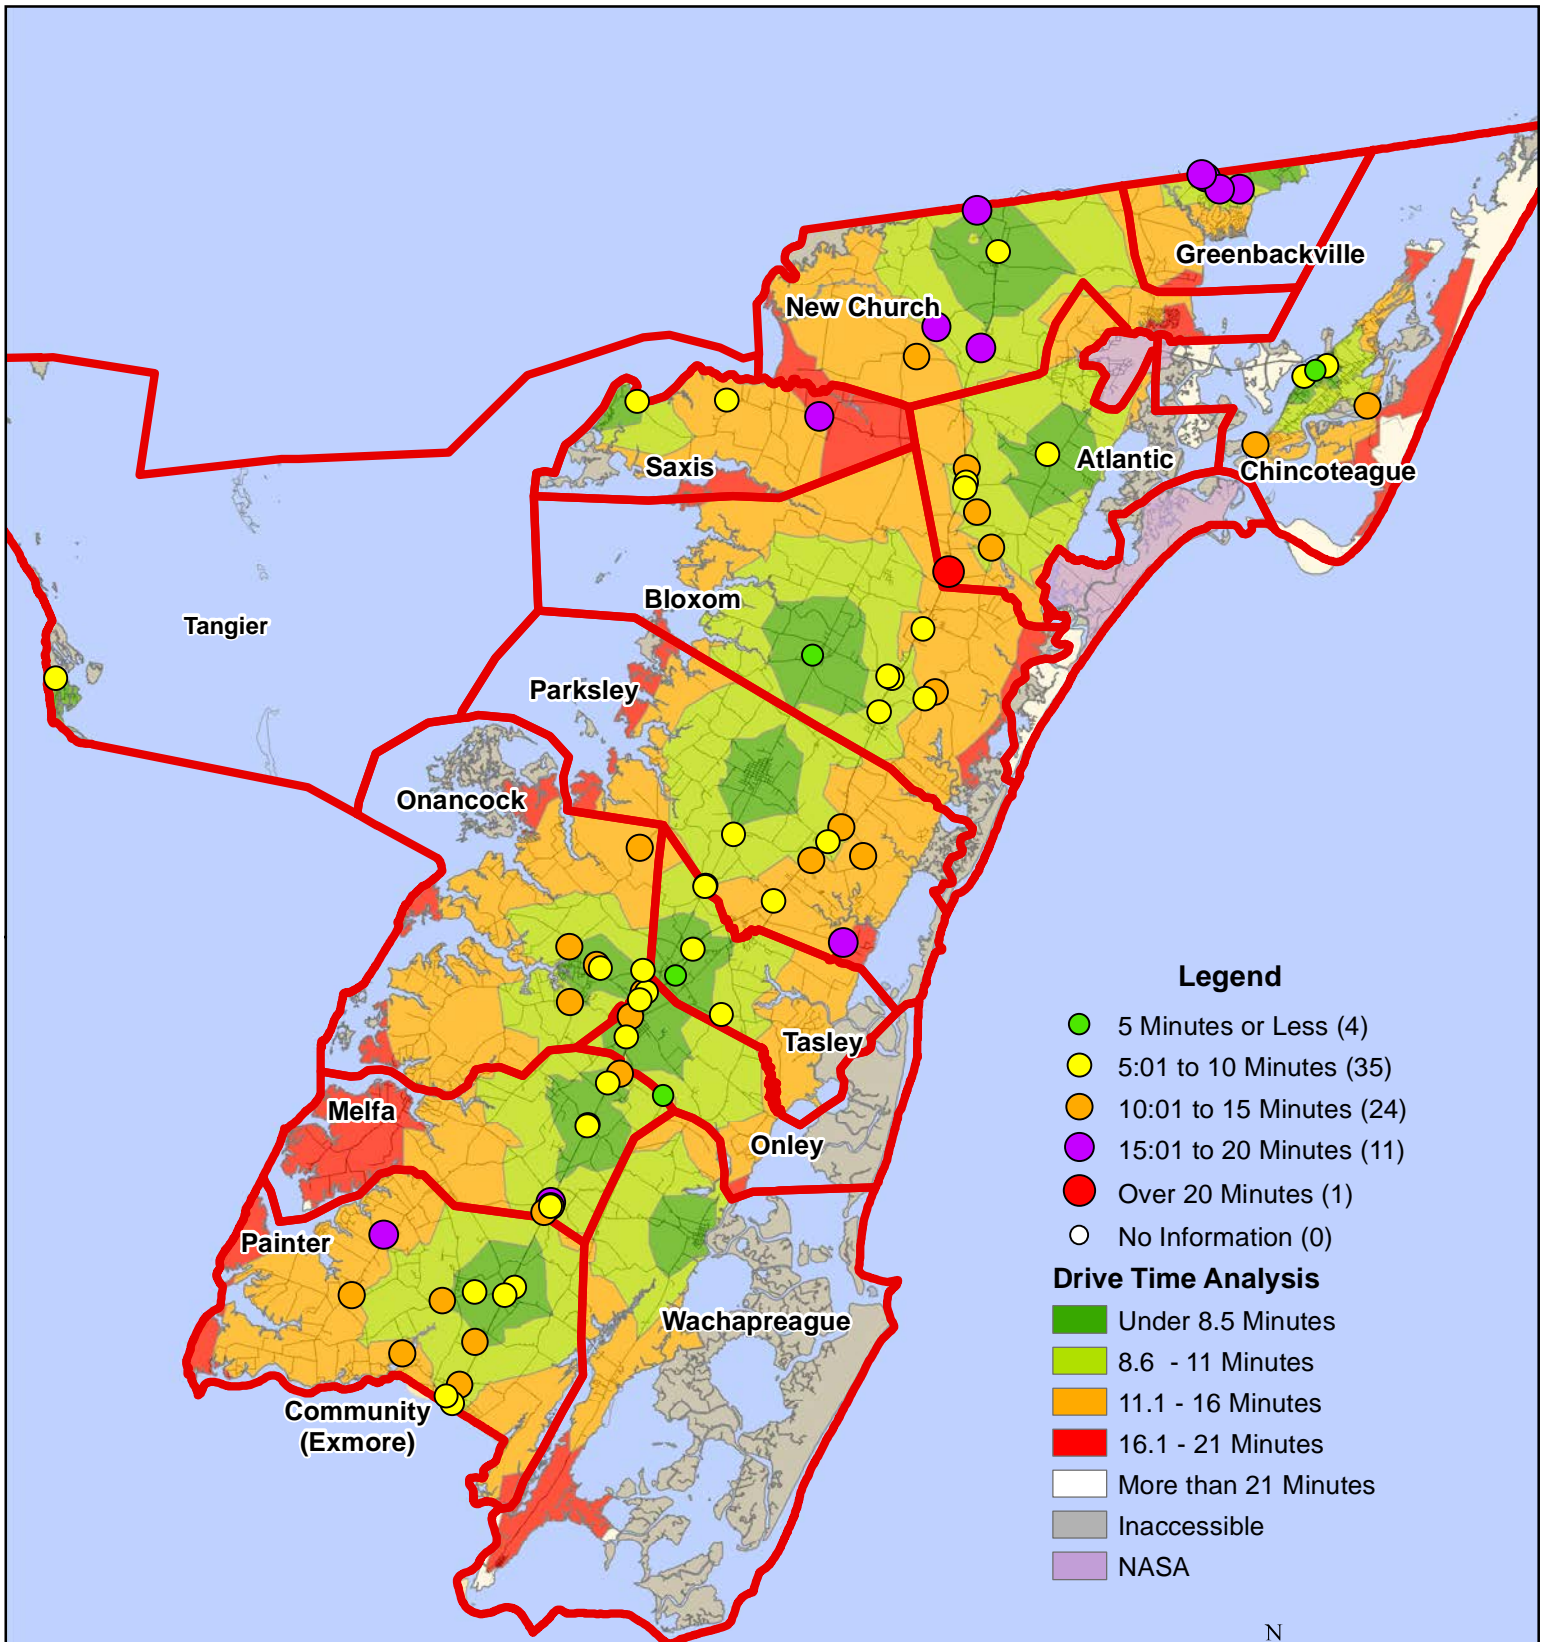 Greenbackville
New Church
Atlantic
Saxis
Chincoteague
Bloxom
Tangier
Parksley
Onancock
Legend
5 Minutes or Less (4)
Tasley
5:01 to 10 Minutes (35)
Melfa
10:01 to 15 Minutes (24)
Onley
15:01 to 20 Minutes (11)
Over 20 Minutes (1)
Painter
No Information (0)
Drive Time Analysis
Wachapreague
Under 8.5 Minutes
8.6 - 11 Minutes
Community
(Exmore)
11.1 - 16 Minutes
16.1 - 21 Minutes
More than 21 Minutes
Inaccessible
NASA
N